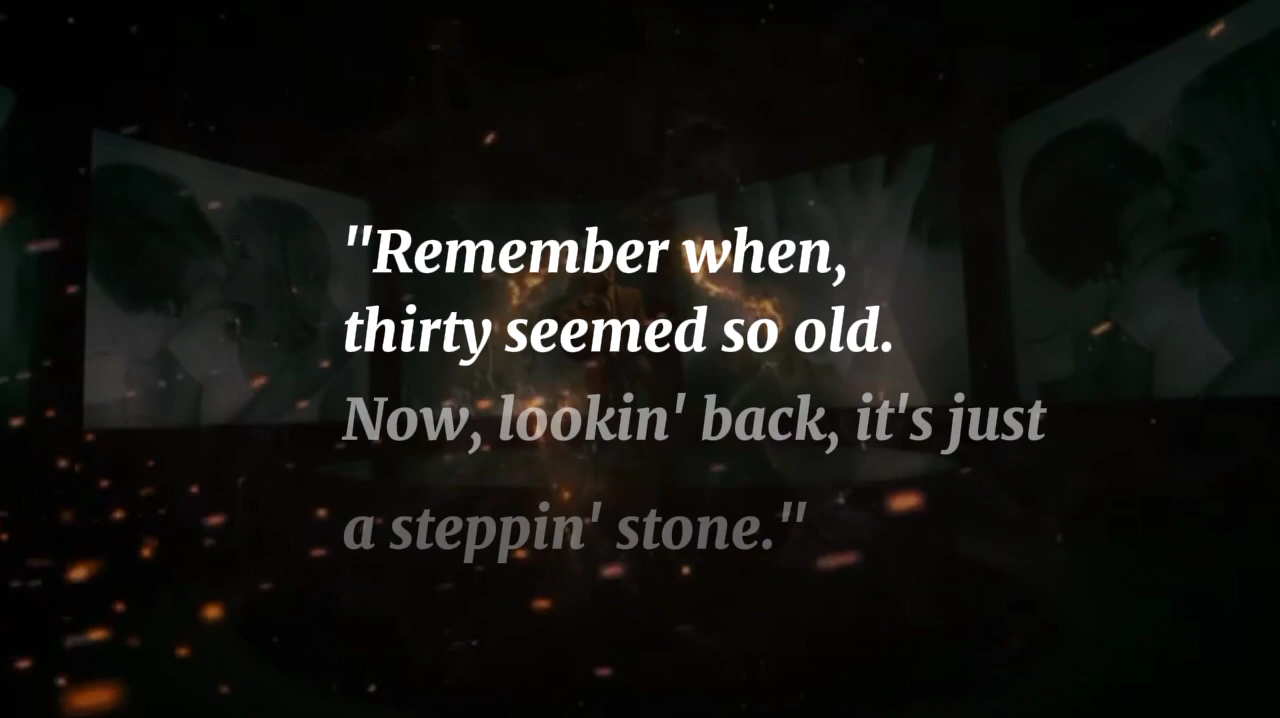 "Remember when,
thirty seemed so old.
Now, lookin' back, it's just
a steppin' stone."